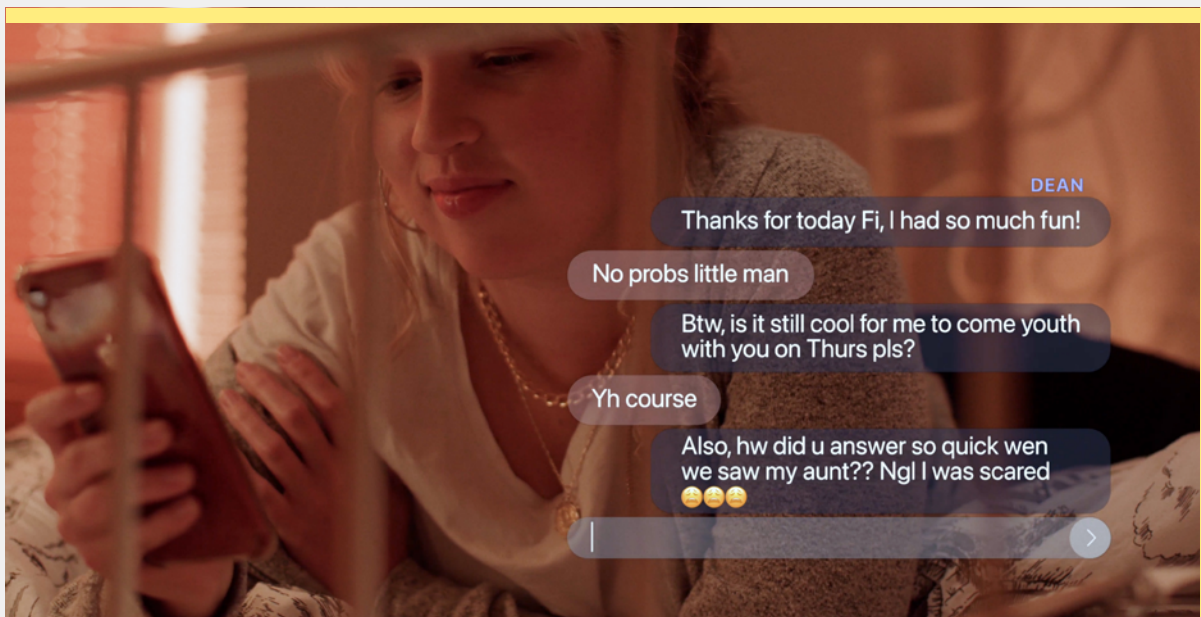 DEAN
Thanks for today Fi, I had so much fun!
No probs little man
Btw, is it still cool for me to come youth
with you on Thurs pls?
Yh course
Also, hw did u answer so quick wen
we saw my aunt?? Ngl I was scared
😩😩😩